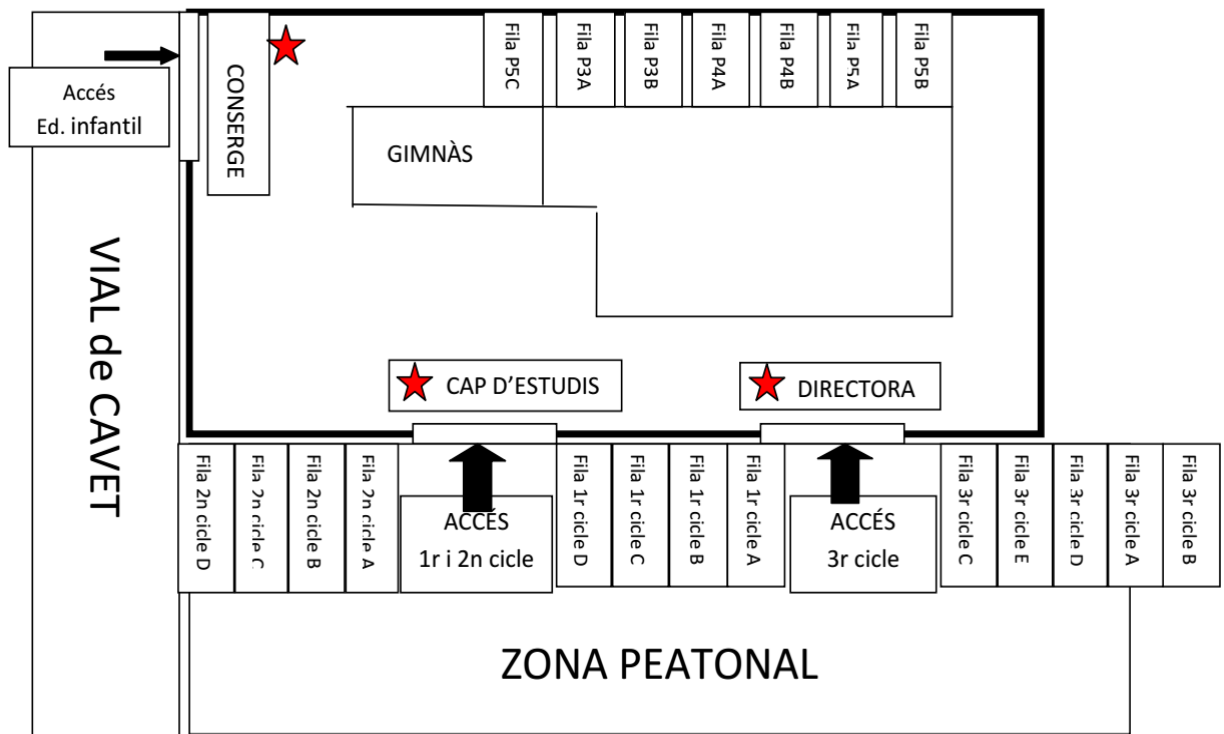 Accés
Ed. infantil
CONSERGE
Fila P5C
Fila P3A
Fila P3B
Fila P4A
Fila P4B
Fila P5A
Fila P5B
GIMNÀS
VIAL de CAVET
CAP D'ESTUDIS
DIRECTORA
Fila 2n cicle D
Fila 2n cicle C
Fila 2n cicle B
Fila 2n cicle A
ACCÉS
1r i 2n cicle
Fila 1r cicle D
Fila 1r cicle C
Fila 1r cicle B
Fila 1r cicle A
ACCÉS
3r cicle
Fila 3r cicle C
Fila 3r cicle E
Fila 3r cicle D
Fila 3r cicle A
Fila 3r cicle B
ZONA PEATONAL